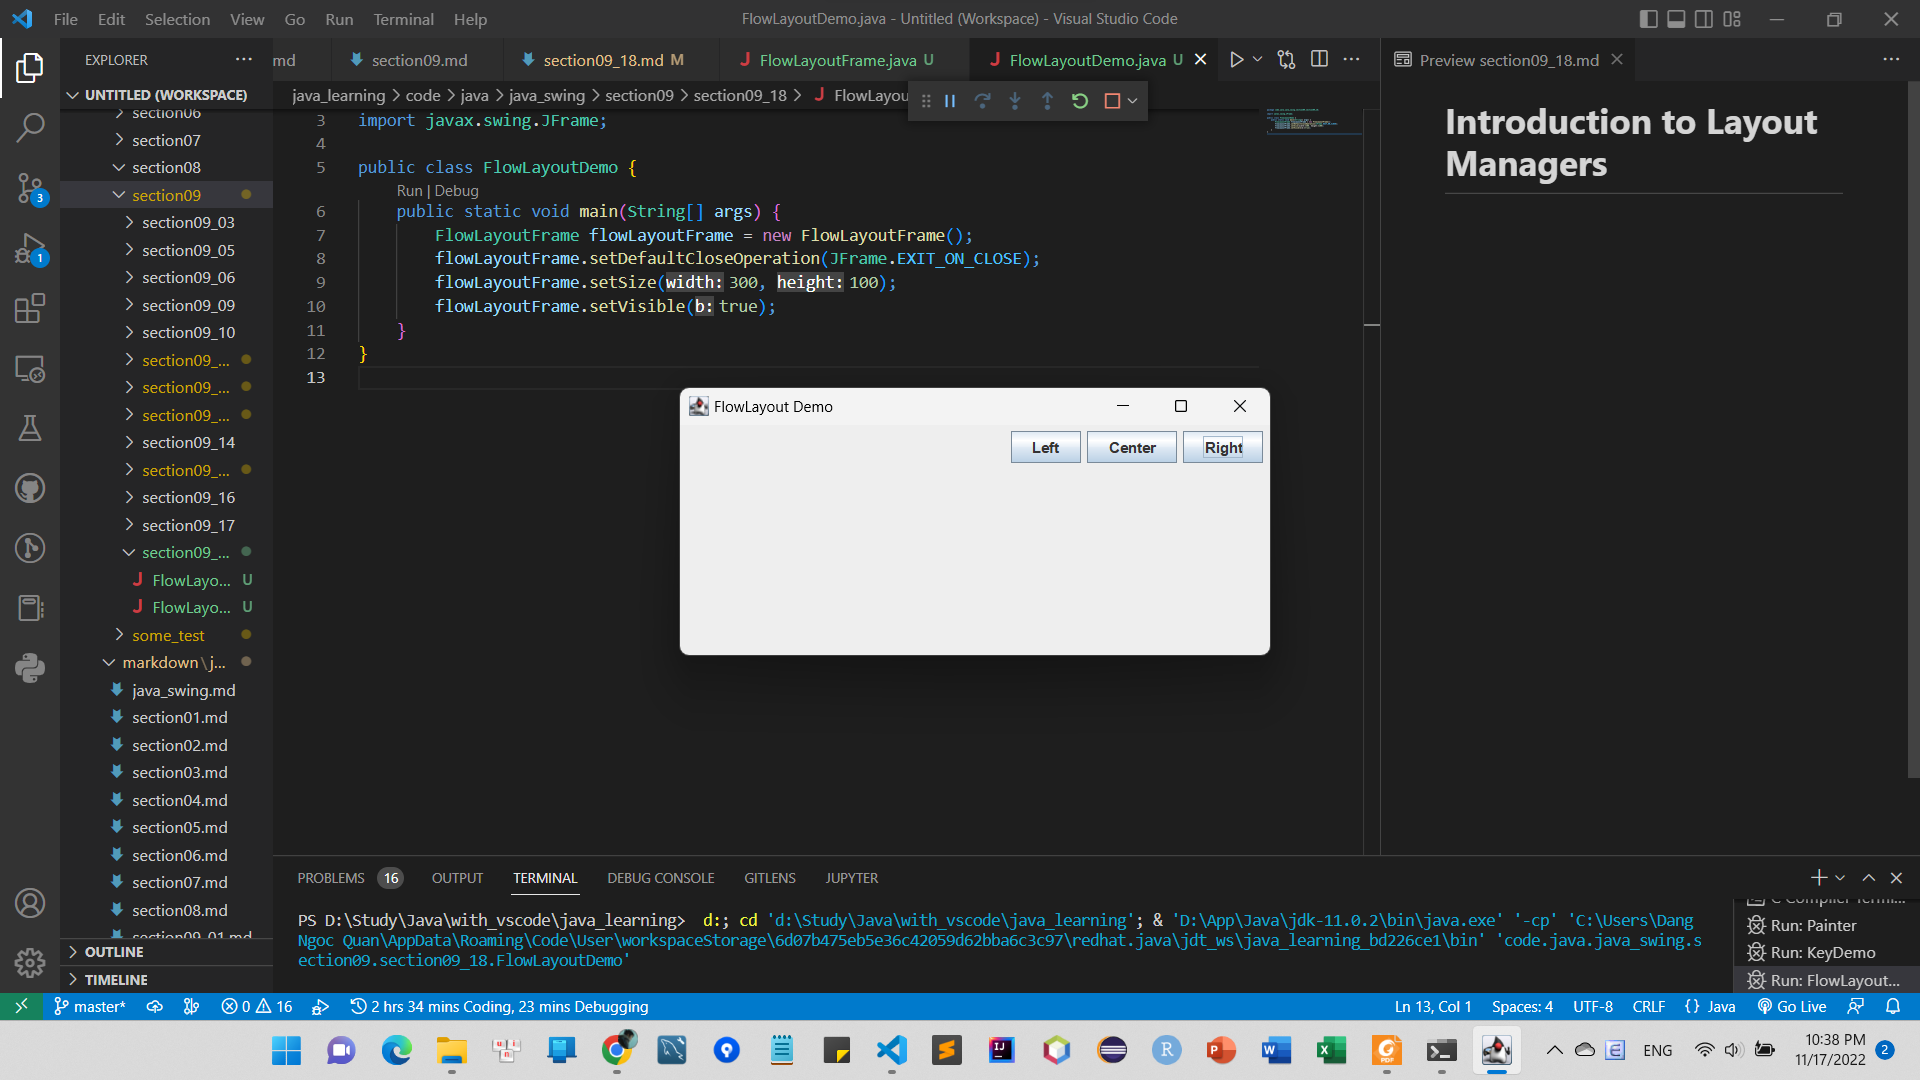 File Edit Selection View Go Run Terminal Help
FlowLayoutDemo.java - Untitled (Workspace) - Visual Studio Code
EXPLORER
md
section09.md
section09_18.md M
FlowLayoutFrame.java U
FlowLayoutDemo.java U
Preview section09_18.md
UNTITLED (WORKSPACE)
java_learning > code > java > java_swing > section09 > section09_18 > FlowLayou
section06
section07
section08
section09
section09_03
section09_05
section09_06
section09_09
section09_10
section09_...
section09_...
section09_...
section09_14
section09_...
section09_16
section09_17
section09_...
FlowLayo... U
FlowLayo... U
some_test
markdown\j...
java_swing.md
section01.md
section02.md
section03.md
section04.md
section05.md
section06.md
section07.md
section08.md
section09_01.md
OUTLINE
TIMELINE
3 import javax.swing.JFrame;
4
5 public class FlowLayoutDemo {
Run | Debug
6 public static void main(String[] args) {
7 FlowLayoutFrame flowLayoutFrame = new FlowLayoutFrame();
8 flowLayoutFrame.setDefaultCloseOperation(JFrame.EXIT_ON_CLOSE);
9 flowLayoutFrame.setSize(width: 300, height: 100);
10 flowLayoutFrame.setVisible(b: true);
11 }
12 }
13
Introduction to Layout
Managers
FlowLayout Demo
Left Center Right
PROBLEMS 16 OUTPUT TERMINAL DEBUG CONSOLE GITLENS JUPYTER
PS D:\Study\Java\with_vscode\java_learning> d:; cd 'd:\Study\Java\with_vscode\java_learning'; & 'D:\App\Java\jdk-11.0.2\bin\java.exe' '-cp' 'C:\Users\Dang
Ngoc Quan\AppData\Roaming\Code\User\workspaceStorage\6d07b475eb5e36c42059d62bba6c3c97\redhat.java\jdt_ws\java_learning_bd226ce1\bin' 'code.java.java_swing.s
ection09.section09_18.FlowLayoutDemo'
C Compiler Termi...
Run: Painter
Run: KeyDemo
Run: FlowLayout...
3
1
master* 0 16 2 hrs 34 mins Coding, 23 mins Debugging
Ln 13, Col 1 Spaces: 4 UTF-8 CRLF {} Java Go Live
ENG
10:38 PM
11/17/2022
2